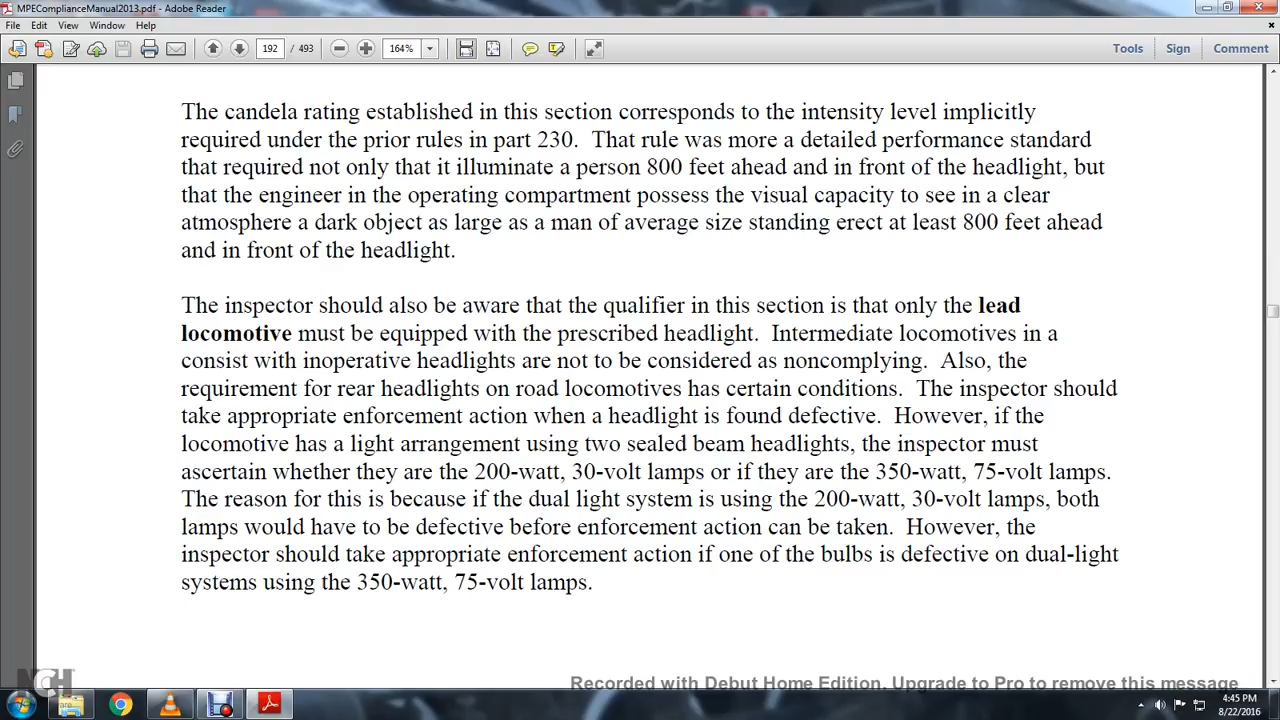 MPEComplianceManual2013.pdf - Adobe Reader
File Edit View Window Help
192 / 493 164% Tools Sign Comment
The candela rating established in this section corresponds to the intensity level implicitly
required under the prior rules in part 230.  That rule was more a detailed performance standard
that required not only that it illuminate a person 800 feet ahead and in front of the headlight, but
that the engineer in the operating compartment possess the visual capacity to see in a clear
atmosphere a dark object as large as a man of average size standing erect at least 800 feet ahead
and in front of the headlight.
The inspector should also be aware that the qualifier in this section is that only the lead
locomotive must be equipped with the prescribed headlight.  Intermediate locomotives in a
consist with inoperative headlights are not to be considered as noncomplying.  Also, the
requirement for rear headlights on road locomotives has certain conditions.  The inspector should
take appropriate enforcement action when a headlight is found defective.  However, if the
locomotive has a light arrangement using two sealed beam headlights, the inspector must
ascertain whether they are the 200-watt, 30-volt lamps or if they are the 350-watt, 75-volt lamps.
The reason for this is because if the dual light system is using the 200-watt, 30-volt lamps, both
lamps would have to be defective before enforcement action can be taken.  However, the
inspector should take appropriate enforcement action if one of the bulbs is defective on dual-light
systems using the 350-watt, 75-volt lamps.
NCH
Recorded with Debut Home Edition. Upgrade to Pro to remove this message
4:45 PM
8/22/2016